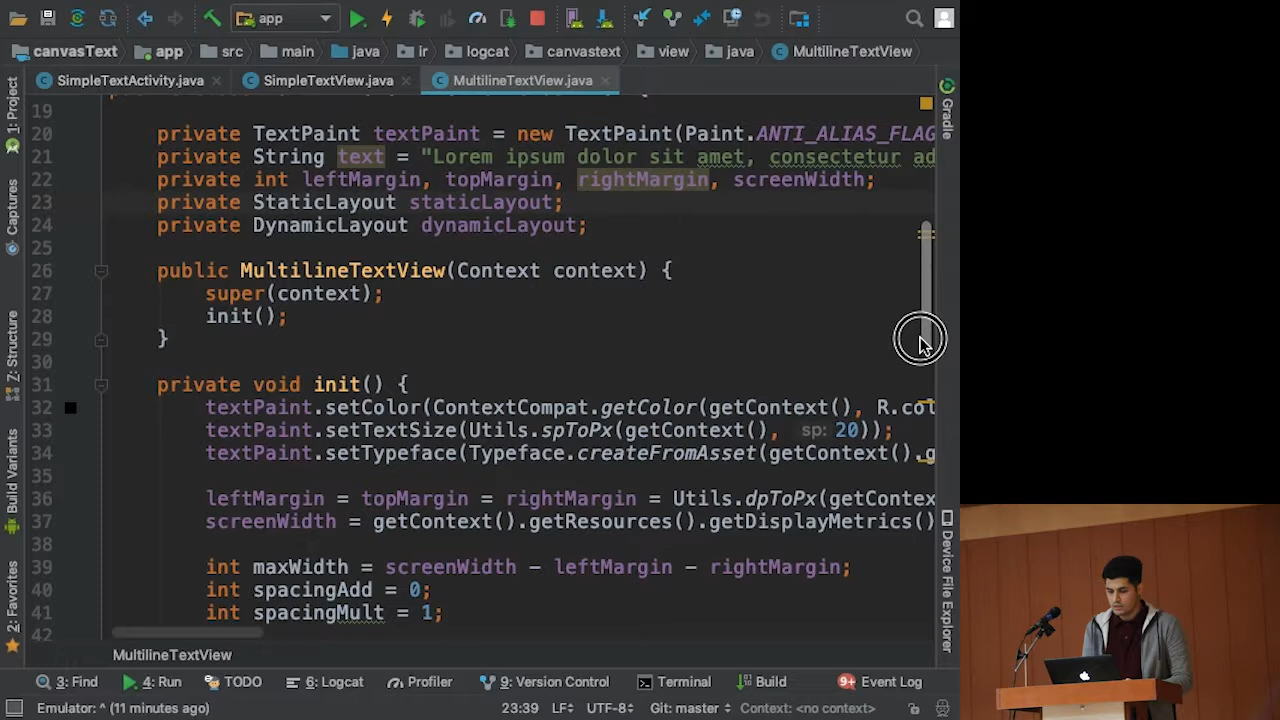 app
canvasText app src main java ir logcat canvastext view java MultilineTextView
SimpleTextActivity.java SimpleTextView.java MultilineTextView.java
1: Project
Captures
Z: Structure
Build Variants
2: Favorites
Gradle
Device File Explorer
19
20 private TextPaint textPaint = new TextPaint(Paint.ANTI_ALIAS_FLAG
21 private String text = "Lorem ipsum dolor sit amet, consectetur ad
22 private int leftMargin, topMargin, rightMargin, screenWidth;
23 private StaticLayout staticLayout;
24 private DynamicLayout dynamicLayout;
25
26 public MultilineTextView(Context context) {
27 super(context);
28 init();
29 }
30
31 private void init() {
32 textPaint.setColor(ContextCompat.getColor(getContext(), R.col
33 textPaint.setTextSize(Utils.spToPx(getContext(), sp: 20));
34 textPaint.setTypeface(Typeface.createFromAsset(getContext().g
35
36 leftMargin = topMargin = rightMargin = Utils.dpToPx(getContex
37 screenWidth = getContext().getResources().getDisplayMetrics()
38
39 int maxWidth = screenWidth - leftMargin - rightMargin;
40 int spacingAdd = 0;
41 int spacingMult = 1;
42
MultilineTextView
3: Find 4: Run TODO 6: Logcat Profiler 9: Version Control Terminal Build 9+ Event Log
Emulator: ^ (11 minutes ago) 23:39 LF÷ UTF-8÷ Git: master ÷ Context: <no context>